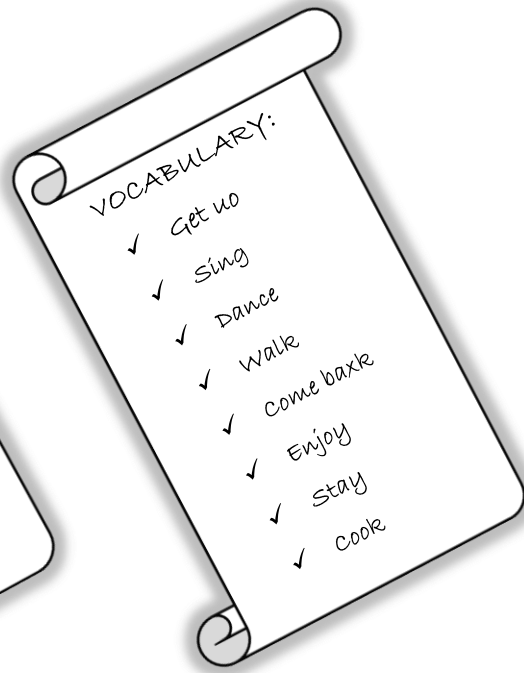 VOCABULARY:
Get uo
Sing
Dance
Walk
Come baxk
Enjoy
Stay
Cook